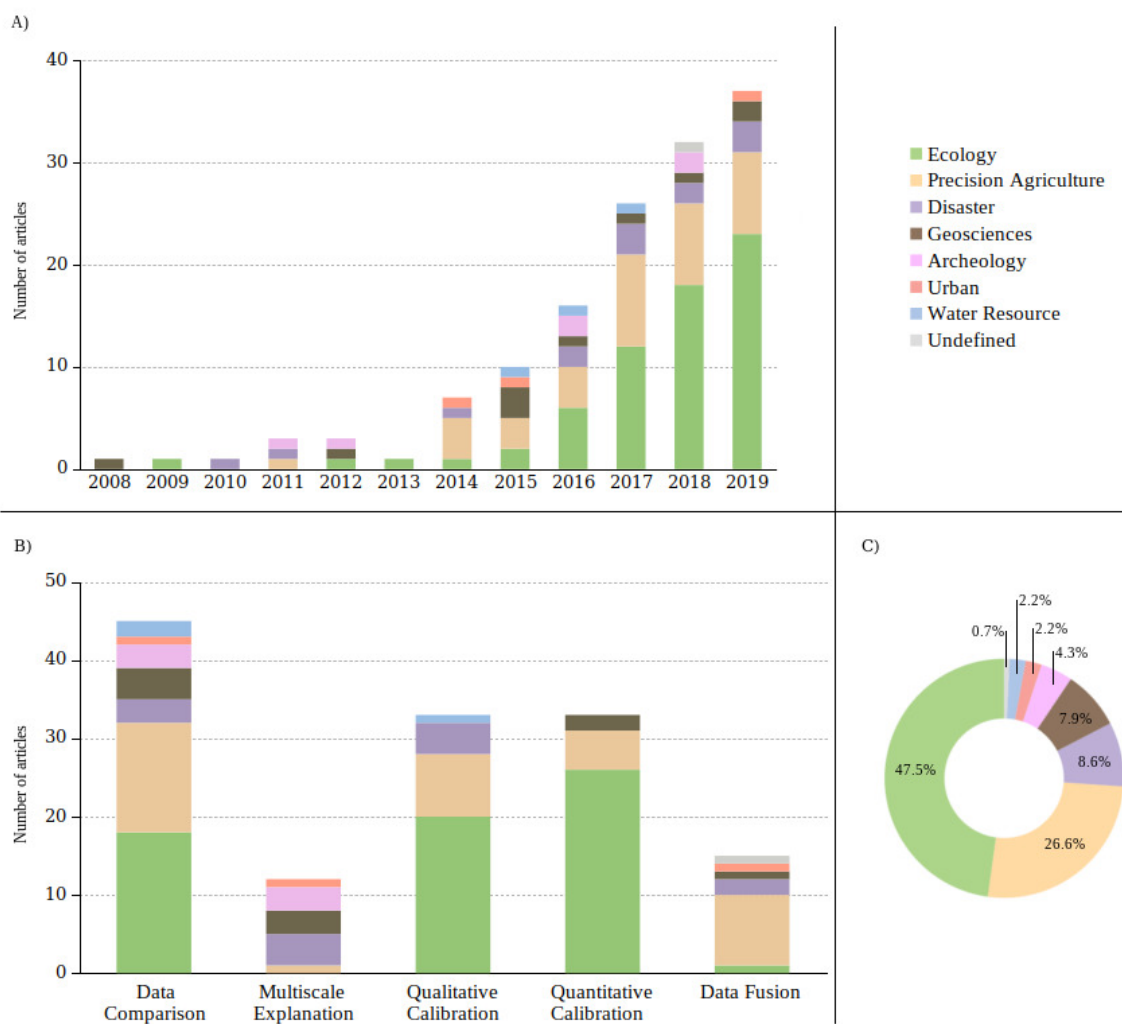 A)
Number of articles
40
30
20
10
0
2008 2009 2010 2011 2012 2013 2014 2015 2016 2017 2018 2019
Ecology
Precision Agriculture
Disaster
Geosciences
Archeology
Urban
Water Resource
Undefined
B)
Number of articles
50
40
30
20
10
0
Data Comparison
Multiscale Explanation
Qualitative Calibration
Quantitative Calibration
Data Fusion
C)
2.2%
0.7%
2.2%
4.3%
7.9%
8.6%
47.5%
26.6%